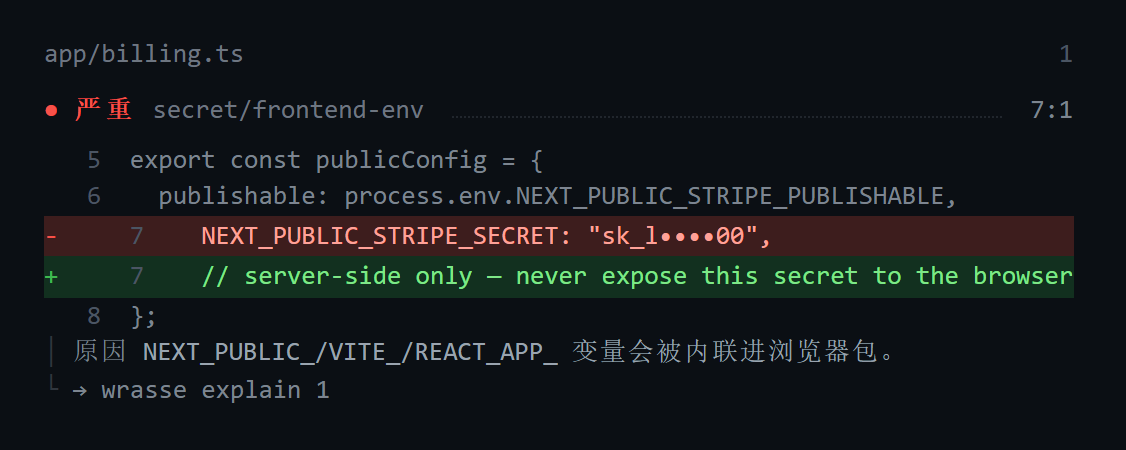 app/billing.ts 1
● 严重 secret/frontend-env 7:1
5 export const publicConfig = {
6 publishable: process.env.NEXT_PUBLIC_STRIPE_PUBLISHABLE,
- 7 NEXT_PUBLIC_STRIPE_SECRET: "sk_l••••00",
+ 7 // server-side only — never expose this secret to the browser
8 };
│ 原因 NEXT_PUBLIC_/VITE_/REACT_APP_ 变量会被内联进浏览器包。
└ → wrasse explain 1